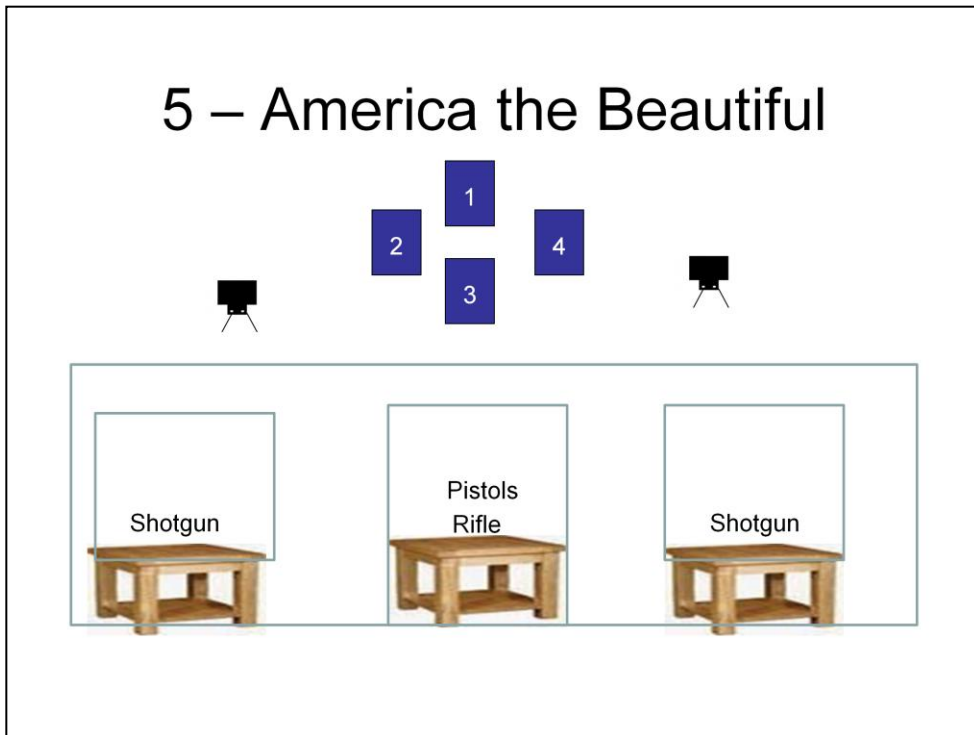 5 – America the Beautiful
1
2
4
3
Pistols
Shotgun
Rifle
Shotgun